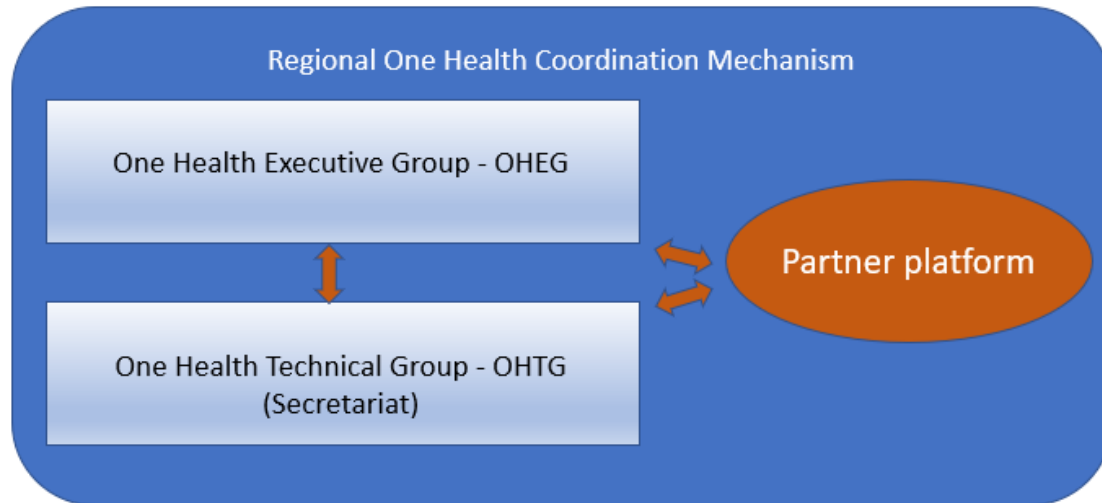 Regional One Health Coordination Mechanism
One Health Executive Group - OHEG
Partner platform
One Health Technical Group - OHTG
(Secretariat)